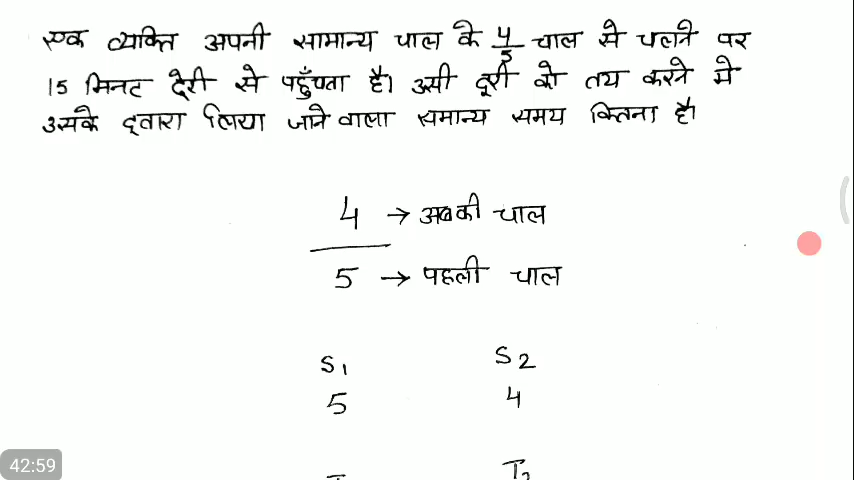 एक व्यक्ति अपनी सामान्य चाल के 4/5 चाल से चलने पर
15 मिनट देरी से पहुँचता है। उसी दूरी को तय करने मे
उसके द्वारा लिया जाने वाला समान्य समय कितना है।
4 → अबकी चाल
5 → पहली चाल
S1 S2
5 4
T2
42:59